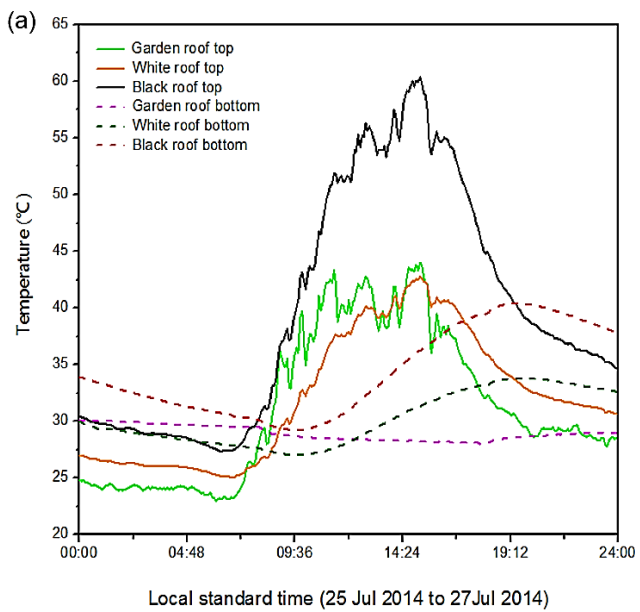 (a)
65
60
55
50
45
40
35
30
25
20
Temperature (℃)
Garden roof top
White roof top
Black roof top
Garden roof bottom
White roof bottom
Black roof bottom
00:00 04:48 09:36 14:24 19:12 24:00
Local standard time (25 Jul 2014 to 27Jul 2014)